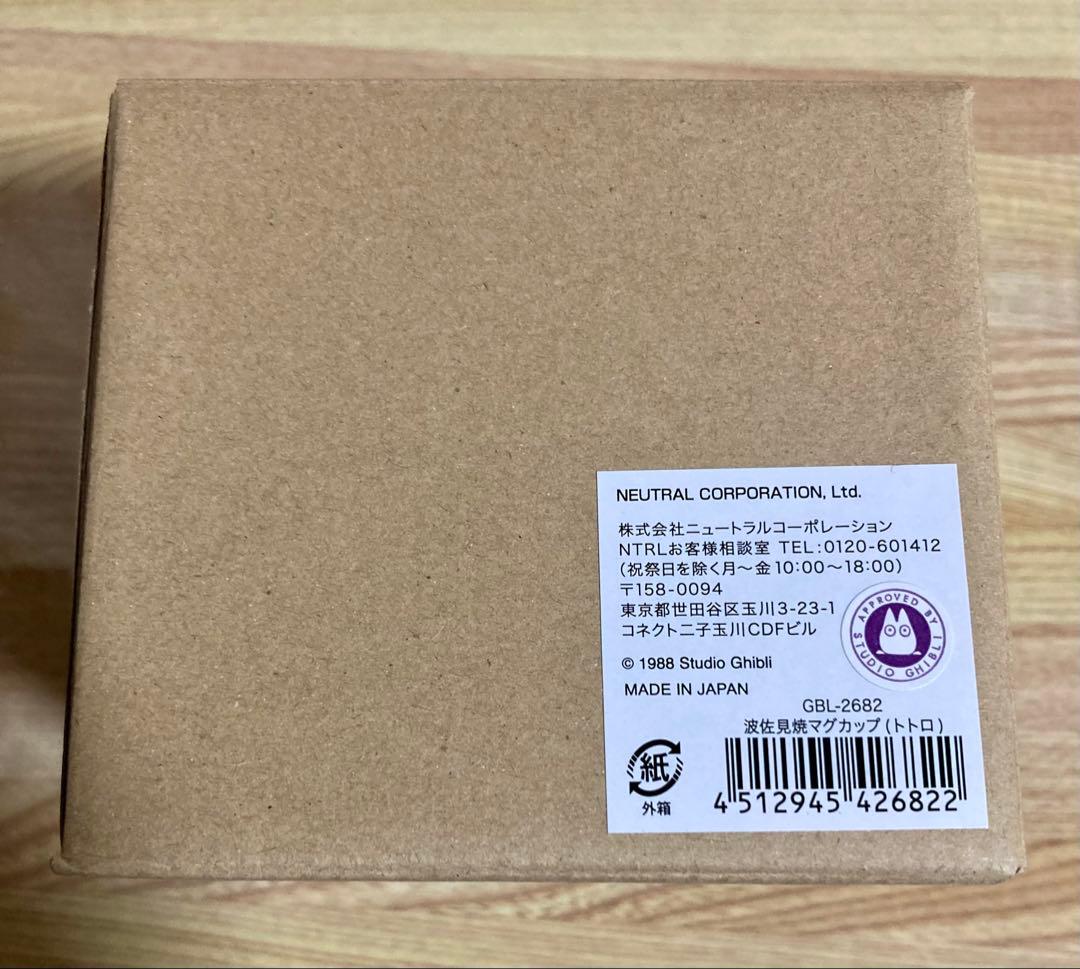 NEUTRAL CORPORATION, Ltd.
株式会社ニュートラルコーポレーション
NTRLお客様相談室 TEL:0120-601412
(祝祭日を除く月～金10:00～18:00)
〒158-0094
東京都世田谷区玉川3-23-1
コネクト二子玉川CDFビル
APPROVED BY STUDIO GHIBLI
© 1988 Studio Ghibli
MADE IN JAPAN
GBL-2682
波佐見焼マグカップ(トトロ)
紙
外箱
4 512945 426822